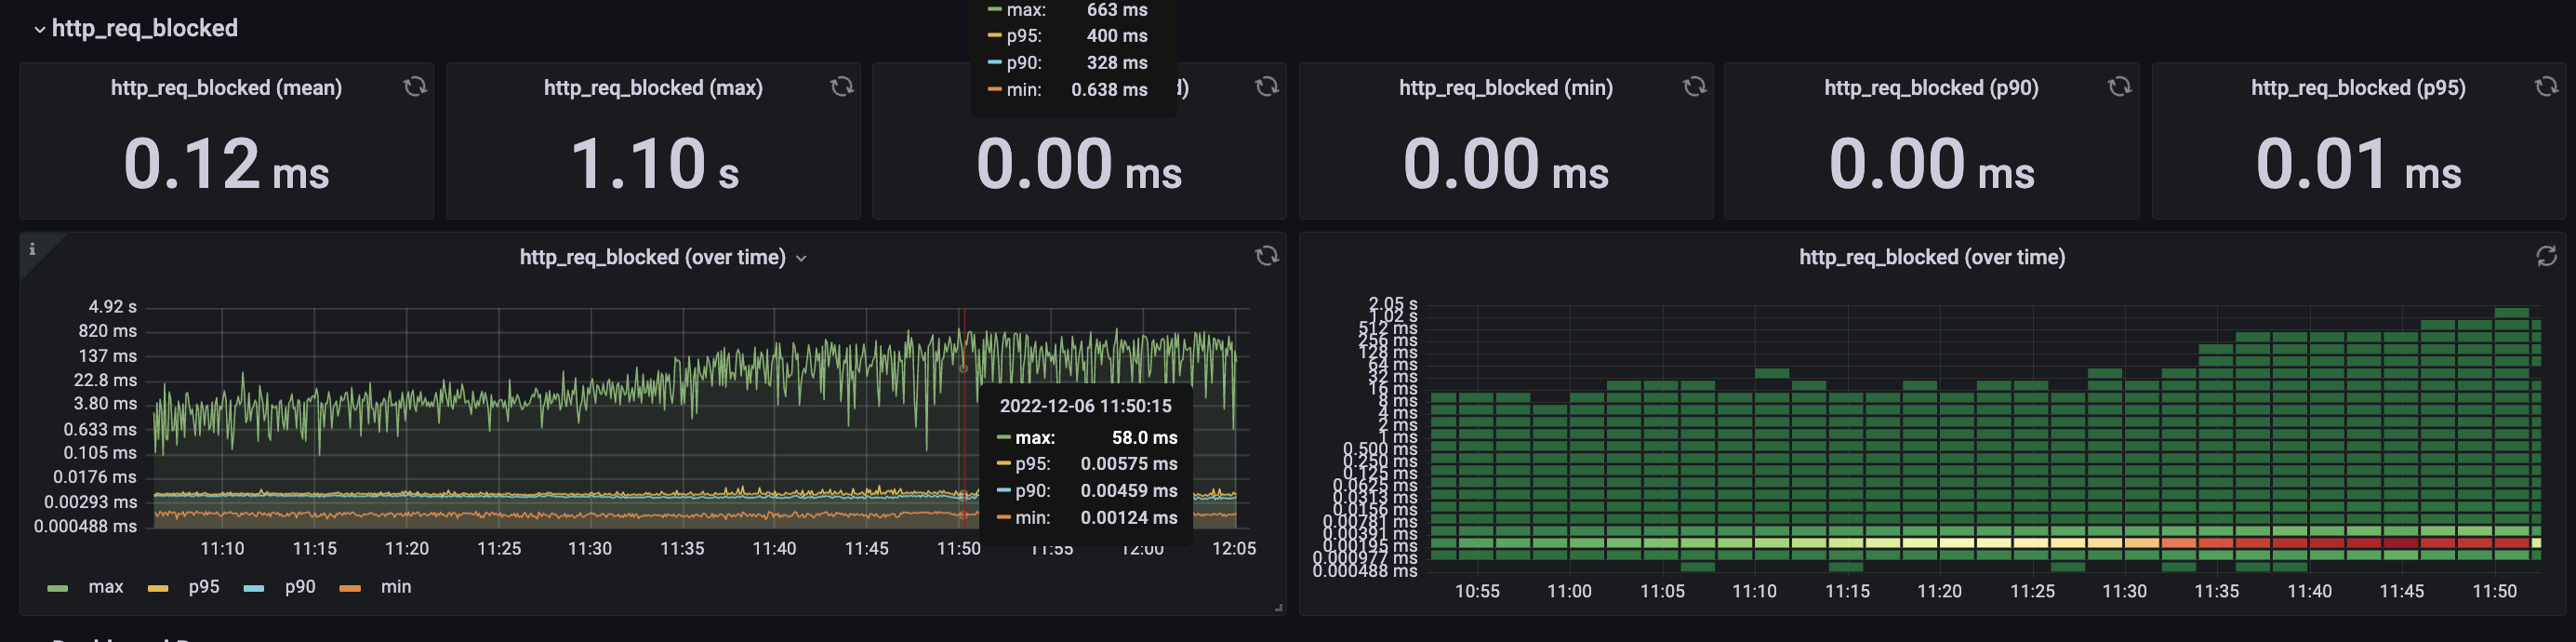 http_req_blocked
max: 663 ms
p95: 400 ms
p90: 328 ms
min: 0.638 ms
http_req_blocked (mean)
0.12 ms
http_req_blocked (max)
1.10 s
0.00 ms
http_req_blocked (min)
0.00 ms
http_req_blocked (p90)
0.00 ms
http_req_blocked (p95)
0.01 ms
http_req_blocked (over time)
4.92 s
820 ms
137 ms
22.8 ms
3.80 ms
0.633 ms
0.105 ms
0.0176 ms
0.00293 ms
0.000488 ms
2022-12-06 11:50:15
max: 58.0 ms
p95: 0.00575 ms
p90: 0.00459 ms
min: 0.00124 ms
11:10 11:15 11:20 11:25 11:30 11:35 11:40 11:45 11:50 11:55 12:00 12:05
max p95 p90 min
http_req_blocked (over time)
2.05 s
1.02 s
512 ms
256 ms
128 ms
64 ms
32 ms
16 ms
8 ms
4 ms
2 ms
1 ms
0.500 ms
0.250 ms
0.125 ms
0.0625 ms
0.0313 ms
0.0156 ms
0.00781 ms
0.00391 ms
0.00195 ms
0.000977 ms
0.000488 ms
10:55 11:00 11:05 11:10 11:15 11:20 11:25 11:30 11:35 11:40 11:45 11:50